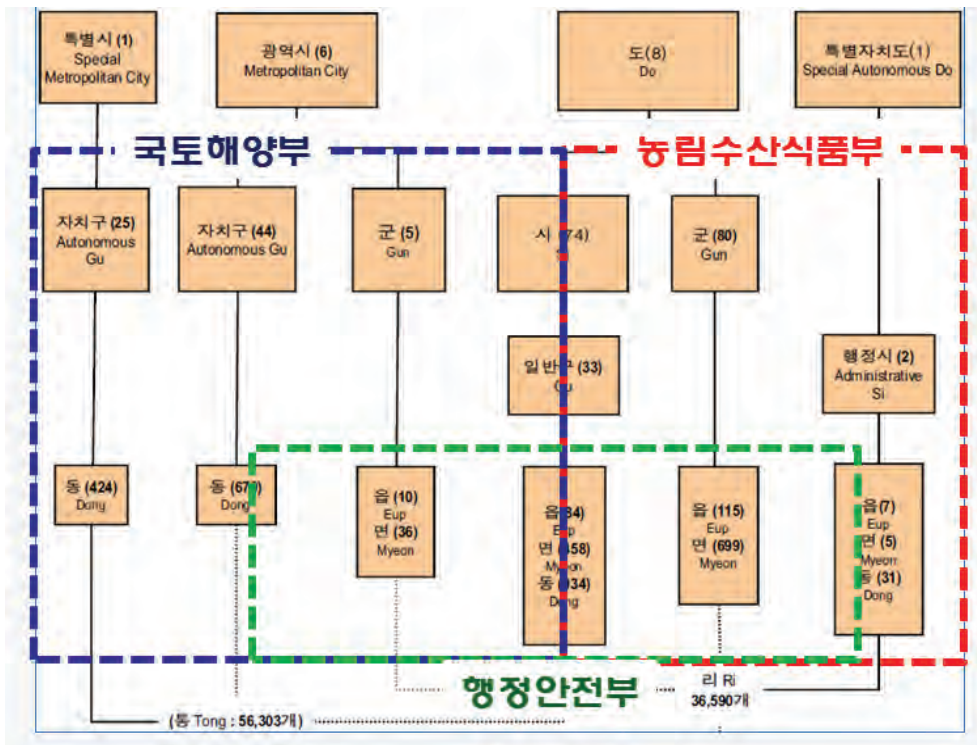 특별시 (1)
Special
Metropolitan City
광역시 (6)
Metropolitan City
도(8)
Do
특별자치도(1)
Special Autonomous Do
국토해양부
농림수산식품부
자치구 (25)
Autonomous
Gu
자치구 (44)
Autonomous Gu
군 (5)
Gun
시
군 (80)
Gun
일반구 (33)
행정시 (2)
Administrative
Si
동 (424)
Dong
동
Dong
읍 (10)
Eup
면 (36)
Myeon
읍
Eup
면
Myeon
동
Dong
읍 (115)
Eup
면 (699)
Myeon
읍(7)
Eup
면 (5)
Myeon
동 (31)
Dong
행정안전부
리 Ri
36,590개
(통 Tong : 56,303개)